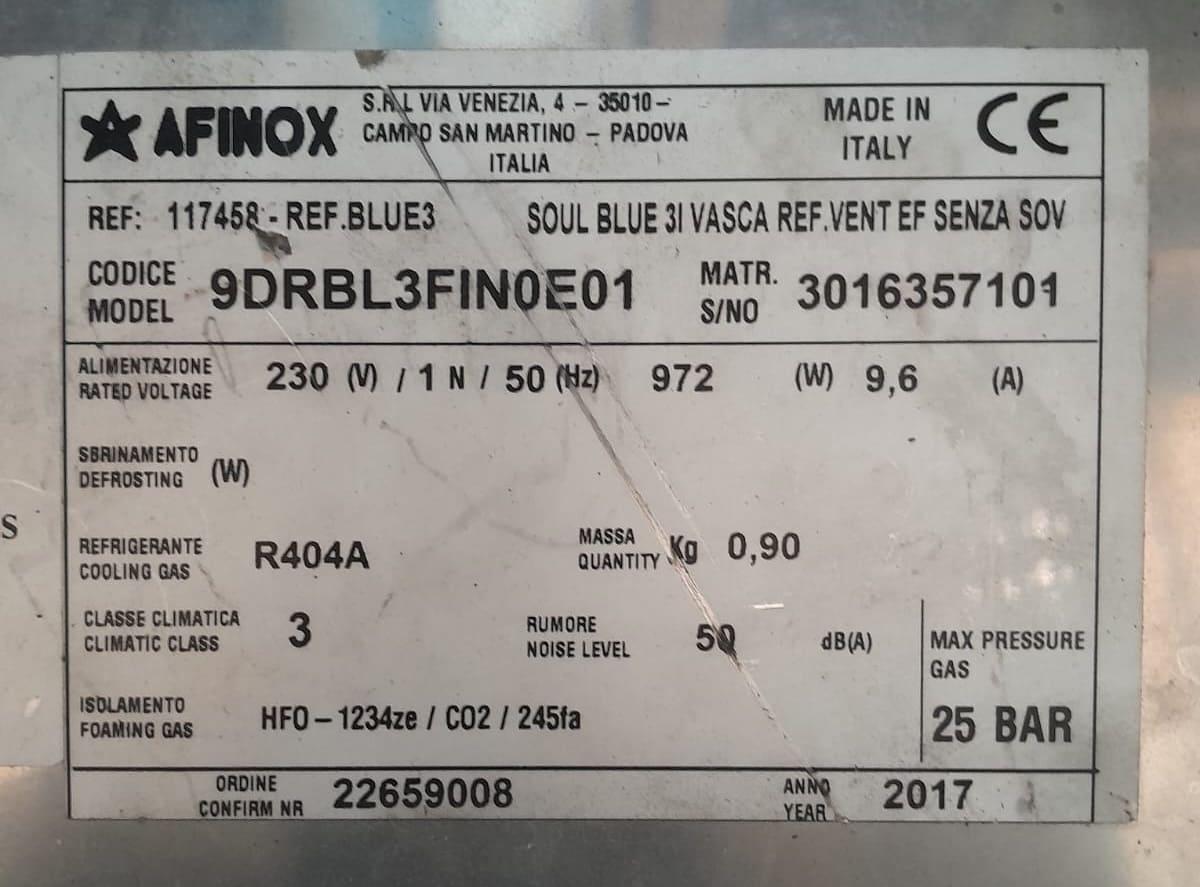 AFINOX
S.R.L VIA VENEZIA, 4 – 35010 –
CAMPO SAN MARTINO – PADOVA
ITALIA
MADE IN
ITALY
CE
REF: 117458 - REF.BLUE3 SOUL BLUE 3I VASCA REF.VENT EF SENZA SOV
CODICE
MODEL
9DRBL3FIN0E01
MATR.
S/NO
3016357101
ALIMENTAZIONE
RATED VOLTAGE
230 (V) / 1 N / 50 (Hz) 972 (W) 9,6 (A)
SBRINAMENTO
DEFROSTING
(W)
REFRIGERANTE
COOLING GAS
R404A
MASSA
QUANTITY
Kg 0,90
CLASSE CLIMATICA
CLIMATIC CLASS
3
RUMORE
NOISE LEVEL
50 dB(A)
MAX PRESSURE
GAS
25 BAR
ISOLAMENTO
FOAMING GAS
HFO – 1234ze / CO2 / 245fa
ORDINE
CONFIRM NR
22659008
ANNO
YEAR
2017
S